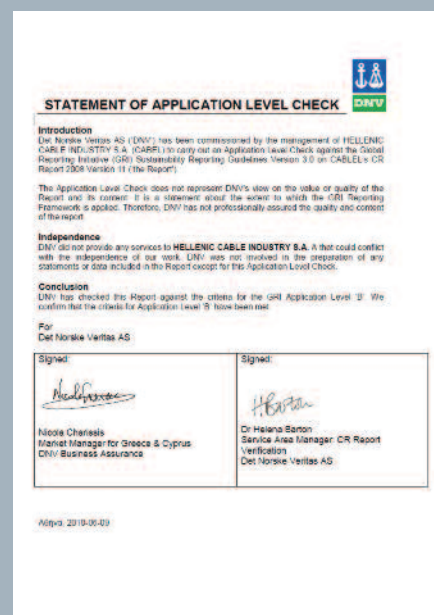 DNV
STATEMENT OF APPLICATION LEVEL CHECK
Introduction
Det Norske Veritas AS ('DNV') has been commissioned by the management of HELLENIC
CABLE INDUSTRY S.A. (CABEL) to carry out an Application Level Check against the Global
Reporting Initiative (GRI) Sustainability Reporting Guidelines Version 3.0 on CABLEL's CR
Report 2008 Version 11 ('the Report').
The Application Level Check does not represent DNV's view on the value or quality of the
Report and its content. It is a statement about the extent to which the GRI Reporting
Framework is applied. Therefore, DNV has not professionally assured the quality and content
of the report.
Independence
DNV did not provide any services to HELLENIC CABLE INDUSTRY S.A. A that could conflict
with the independence of our work. DNV was not involved in the preparation of any
statements or data included in the Report except for this Application Level Check.
Conclusion
DNV has checked this Report against the criteria for the GRI Application Level 'B'. We
confirm that the criteria for Application Level 'B' have been met.
For
Det Norske Veritas AS
Signed:
Nicole
Market Manager for Greece & Cyprus
DNV Business Assurance
Signed:
H.Barton
Dr Helena Barton
Service Area Manager: CR Report
Verification
Det Norske Veritas AS
Αθήνα, 2010-06-09